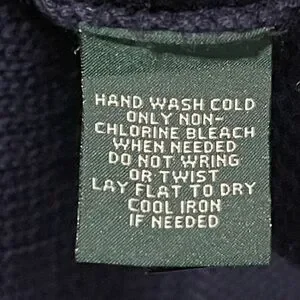 HAND WASH COLD
ONLY NON-
CHLORINE BLEACH
WHEN NEEDED
DO NOT WRING
OR TWIST
LAY FLAT TO DRY
COOL IRON
IF NEEDED